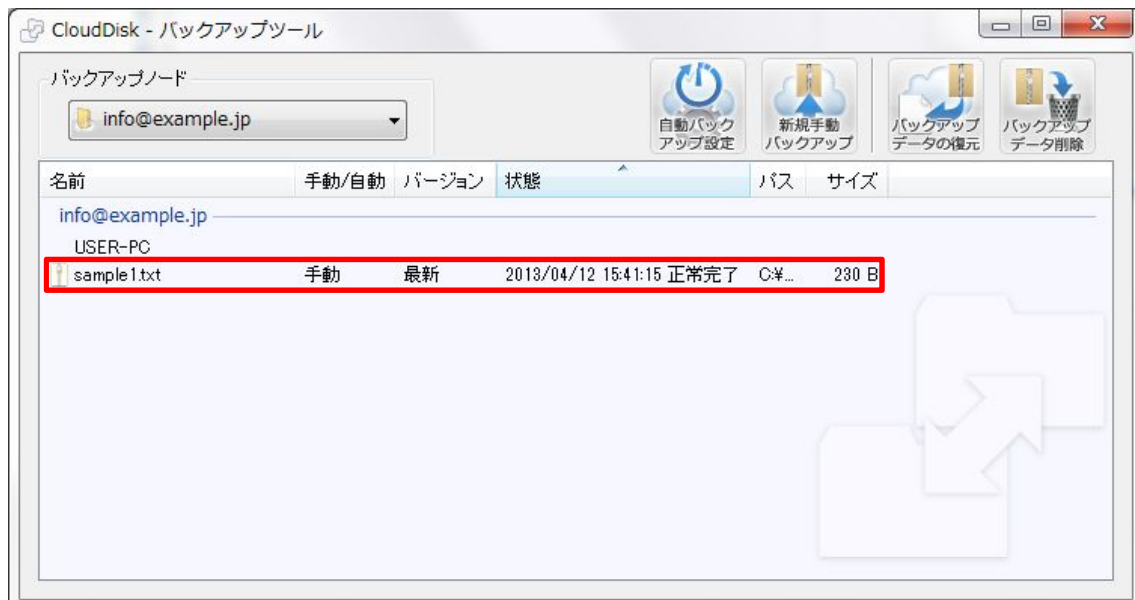 CloudDisk - バックアップツール
バックアップノード
info@example.jp
自動バック
アップ設定
新規手動
バックアップ
バックアップ
データの復元
バックアップ
データ削除
名前 手動/自動 バージョン 状態 パス サイズ
info@example.jp
USER-PC
sample1.txt 手動 最新 2013/04/12 15:41:15 正常完了 C:¥... 230 B